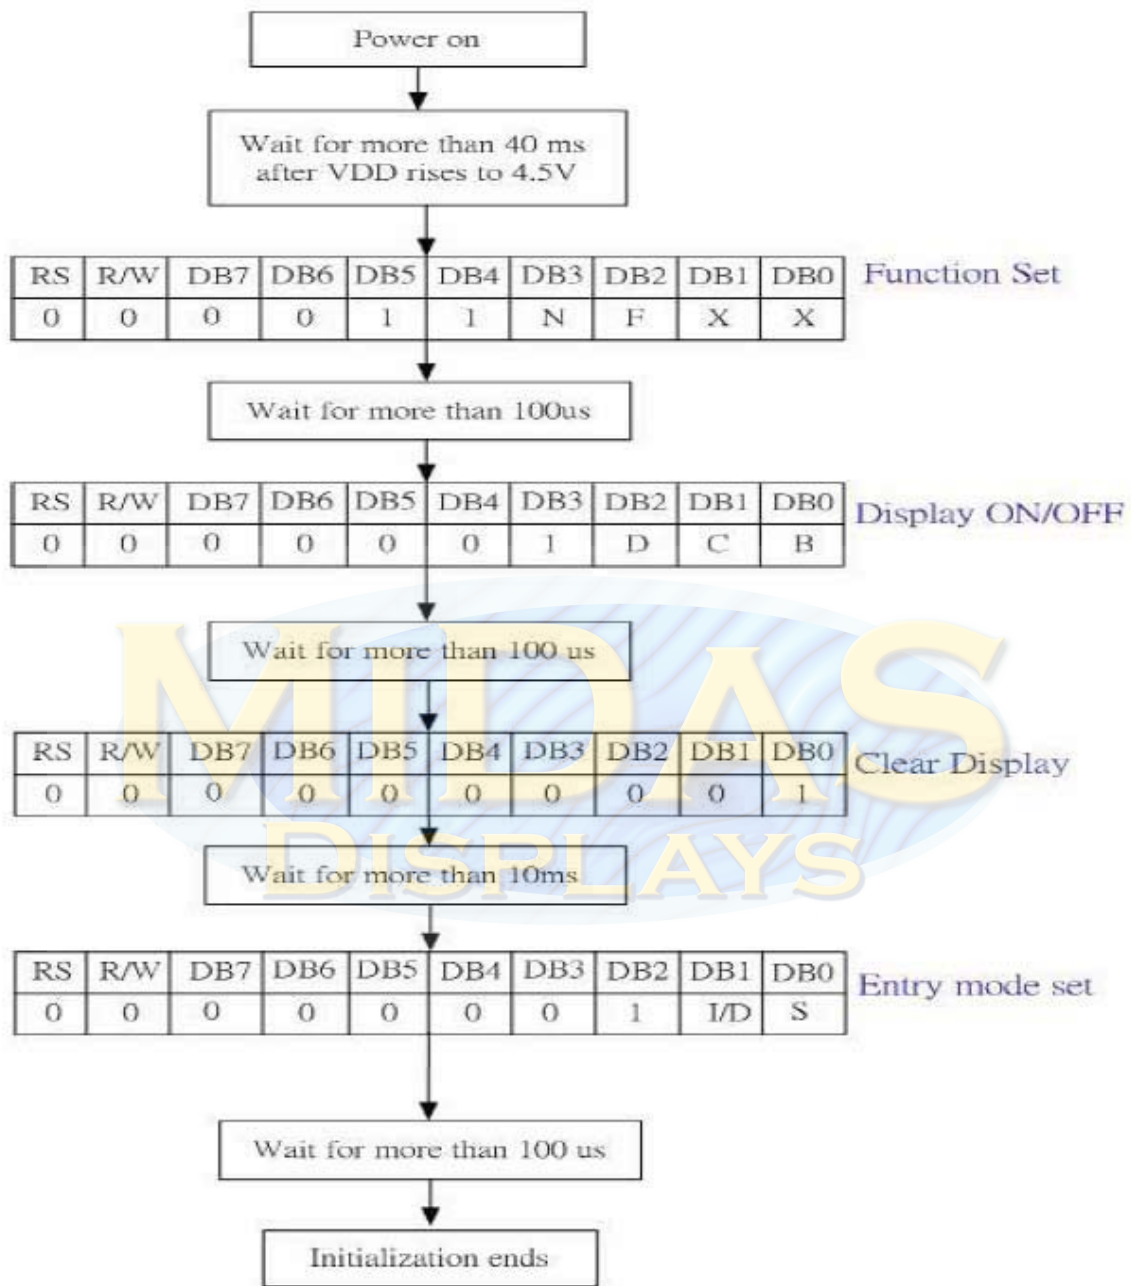 Power on
Wait for more than 40 ms
after VDD rises to 4.5V
RS R/W DB7 DB6 DB5 DB4 DB3 DB2 DB1 DB0
Function Set
0 0 0 0 1 1 N F X X
Wait for more than 100us
RS R/W DB7 DB6 DB5 DB4 DB3 DB2 DB1 DB0
Display ON/OFF
0 0 0 0 0 0 1 D C B
Wait for more than 100 us
MIDAS
RS R/W DB7 DB6 DB5 DB4 DB3 DB2 DB1 DB0
Clear Display
0 0 0 0 0 0 0 0 0 1
DISPLAYS
Wait for more than 10ms
RS R/W DB7 DB6 DB5 DB4 DB3 DB2 DB1 DB0
Entry mode set
0 0 0 0 0 0 0 1 I/D S
Wait for more than 100 us
Initialization ends